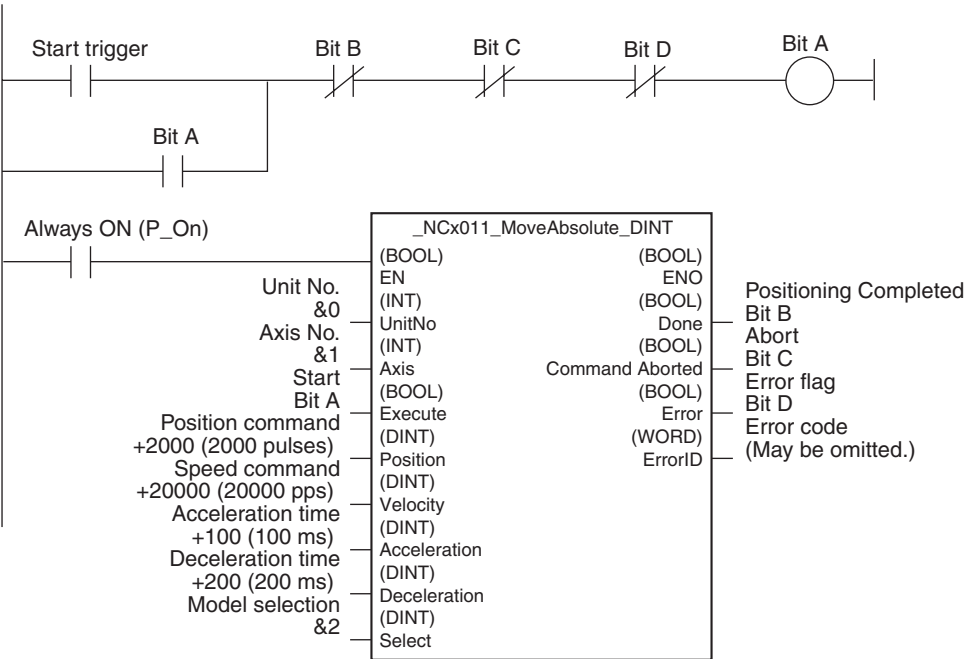 Start trigger
Bit B
Bit C
Bit D
Bit A
Bit A
Always ON (P_On)
_NCx011_MoveAbsolute_DINT
(BOOL)
EN
(BOOL)
ENO
Unit No.
&0
(INT)
UnitNo
(BOOL)
Done
Positioning Completed
Bit B
Axis No.
&1
(INT)
Axis
(BOOL)
Command Aborted
Abort
Bit C
Start
Bit A
(BOOL)
Execute
(BOOL)
Error
Error flag
Bit D
Position command
+2000 (2000 pulses)
(DINT)
Position
(WORD)
ErrorID
Error code
(May be omitted.)
Speed command
+20000 (20000 pps)
(DINT)
Velocity
Acceleration time
+100 (100 ms)
(DINT)
Acceleration
Deceleration time
+200 (200 ms)
(DINT)
Deceleration
Model selection
&2
(DINT)
Select